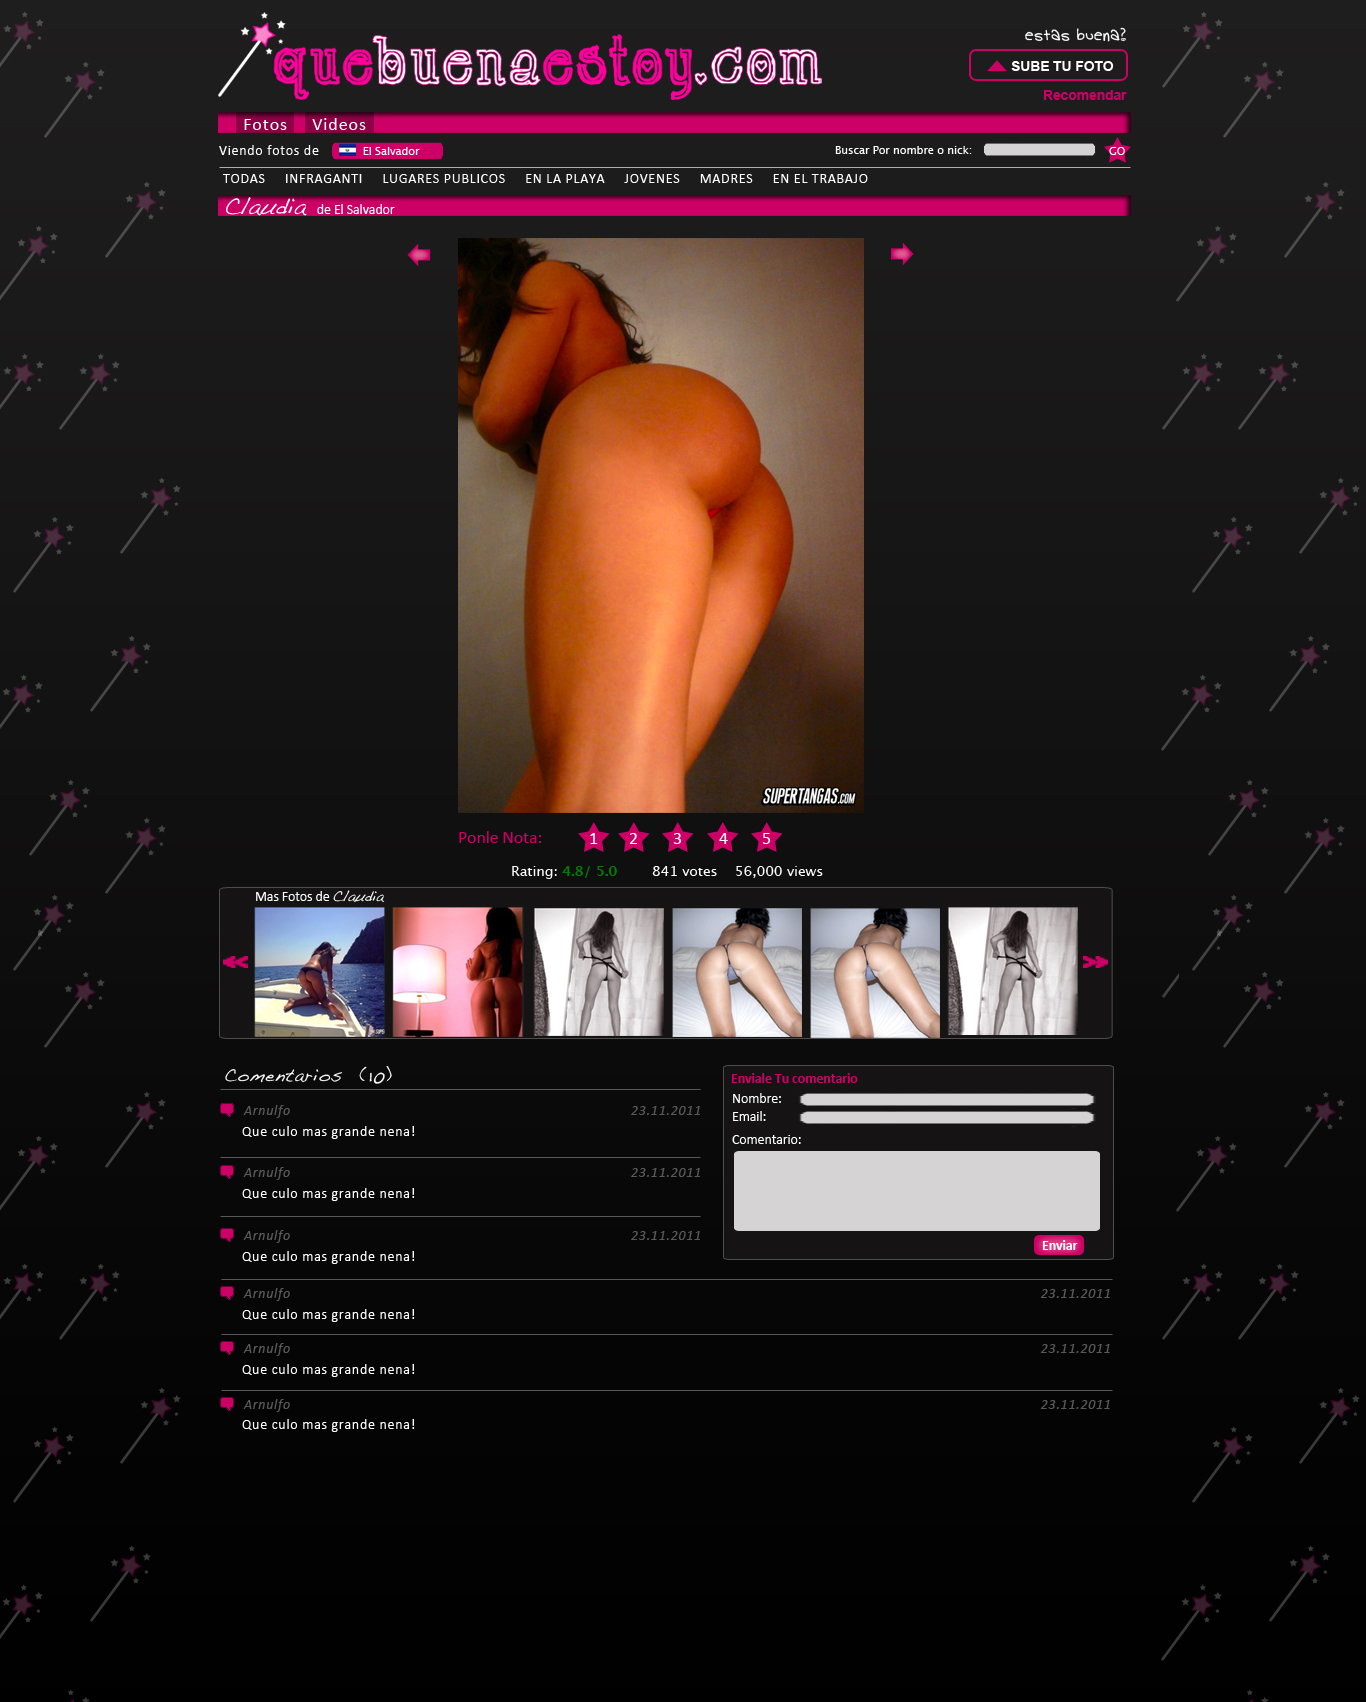 quebuenaestoy.com
estas buena?
SUBE TU FOTO
Recomendar
Fotos Videos
Viendo fotos de El Salvador Buscar Por nombre o nick: GO
TODAS INFRAGANTI LUGARES PUBLICOS EN LA PLAYA JOVENES MADRES EN EL TRABAJO
Claudia de El Salvador
SUPERTANGAS.COM
Ponle Nota: 1 2 3 4 5
Rating: 4.8/ 5.0 841 votes 56,000 views
Mas Fotos de Claudia
Comentarios (10)
Enviale Tu comentario
Nombre:
Email:
Comentario:
Enviar
Arnulfo 23.11.2011
Que culo mas grande nena!
Arnulfo 23.11.2011
Que culo mas grande nena!
Arnulfo 23.11.2011
Que culo mas grande nena!
Arnulfo 23.11.2011
Que culo mas grande nena!
Arnulfo 23.11.2011
Que culo mas grande nena!
Arnulfo 23.11.2011
Que culo mas grande nena!